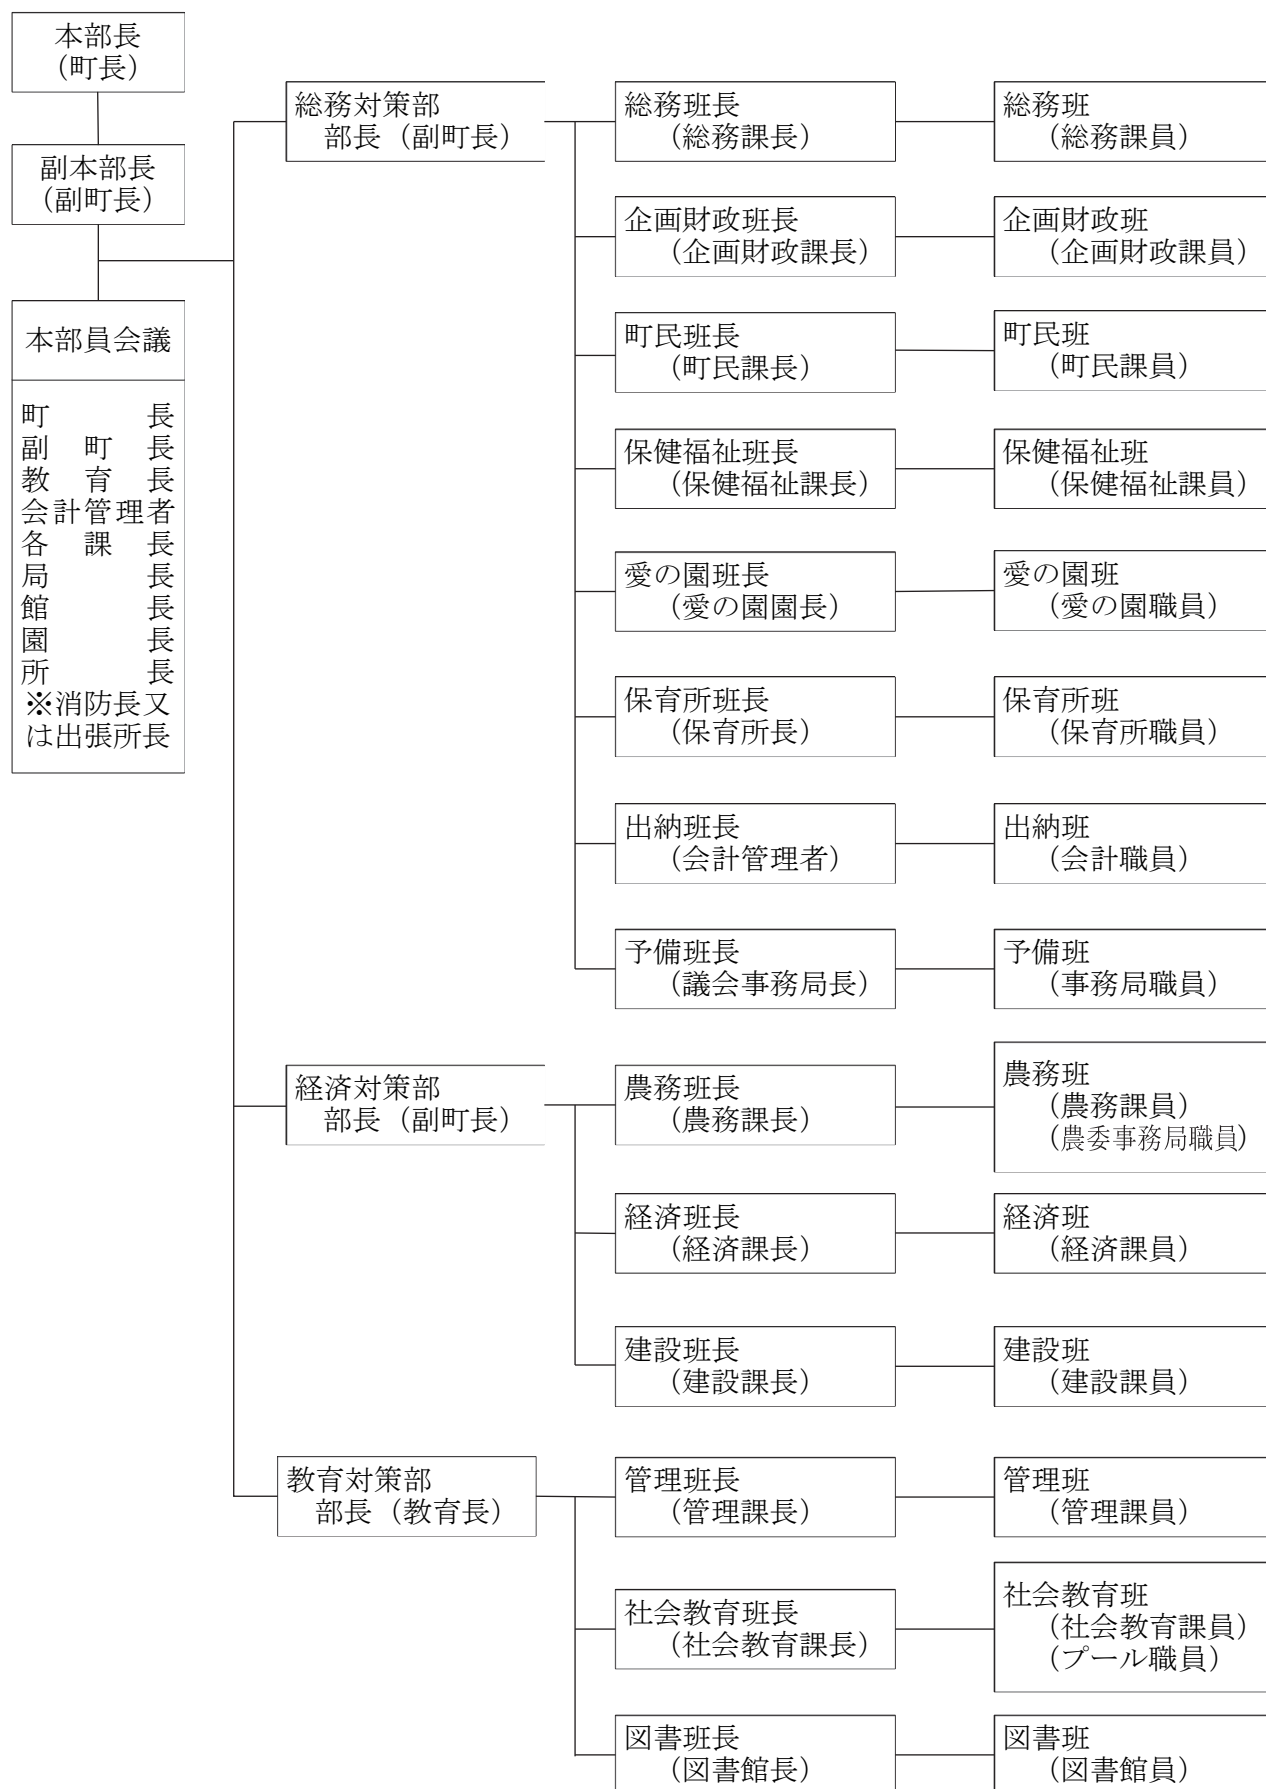 本部長
（町長）
副本部長
（副町長）
本部員会議
町長
副町長
教育長
会計管理者
各課長
局長
館長
園長
所長
※消防長又
は出張所長
総務対策部
部長（副町長）
総務班長
（総務課長）
総務班
（総務課員）
企画財政班長
（企画財政課長）
企画財政班
（企画財政課員）
町民班長
（町民課長）
町民班
（町民課員）
保健福祉班長
（保健福祉課長）
保健福祉班
（保健福祉課員）
愛の園班長
（愛の園園長）
愛の園班
（愛の園職員）
保育所班長
（保育所長）
保育所班
（保育所職員）
出納班長
（会計管理者）
出納班
（会計職員）
予備班長
（議会事務局長）
予備班
（事務局職員）
経済対策部
部長（副町長）
農務班長
（農務課長）
農務班
（農務課員）
（農委事務局職員）
経済班長
（経済課長）
経済班
（経済課員）
建設班長
（建設課長）
建設班
（建設課員）
教育対策部
部長（教育長）
管理班長
（管理課長）
管理班
（管理課員）
社会教育班長
（社会教育課長）
社会教育班
（社会教育課員）
（プール職員）
図書班長
（図書館長）
図書班
（図書館員）